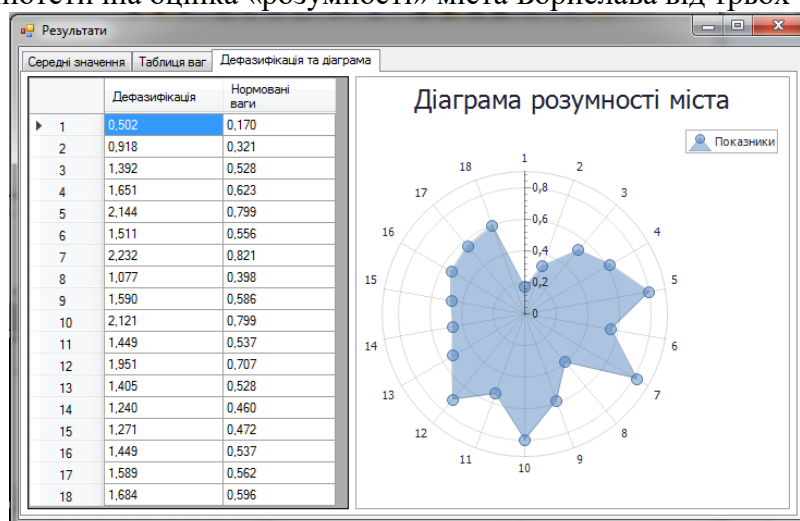 оцінка «розумності» міста Борислава від трьох
Результати
Середні значення Таблиця ваг Дефазифікація та діаграма
Дефазифікація Нормовані ваги
1 0,502 0,170
2 0,918 0,321
3 1,392 0,528
4 1,651 0,623
5 2,144 0,799
6 1,511 0,556
7 2,232 0,821
8 1,077 0,398
9 1,590 0,586
10 2,121 0,799
11 1,449 0,537
12 1,951 0,707
13 1,405 0,528
14 1,240 0,460
15 1,271 0,472
16 1,449 0,537
17 1,589 0,562
18 1,684 0,596
Діаграма розумності міста
Показники
1
2
3
4
5
6
7
8
9
10
11
12
13
14
15
16
17
18
0,8
0,6
0,4
0,2
0